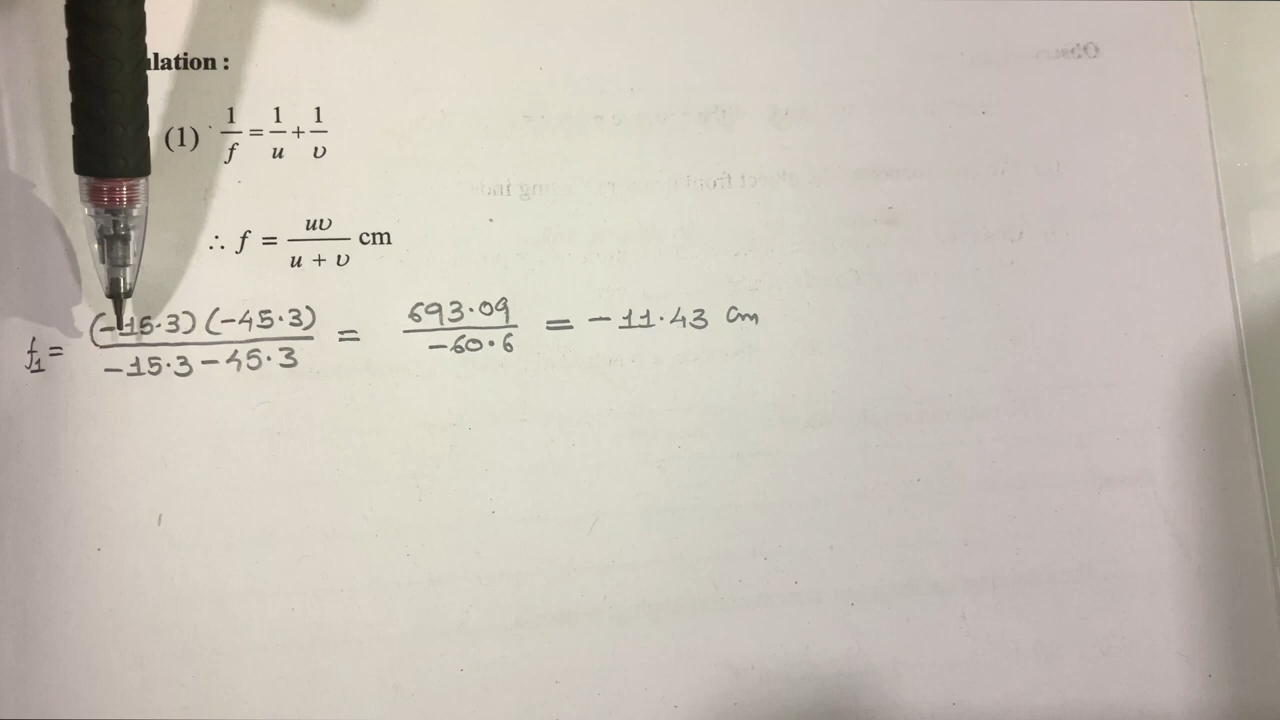 lation :
(1) 1/f = 1/u + 1/υ
∴ f = uυ/(u + υ) cm
f₁ = (-15·3)(-45·3)/(-15·3-45·3) = 693·09/(-60·6) = -11·43 cm